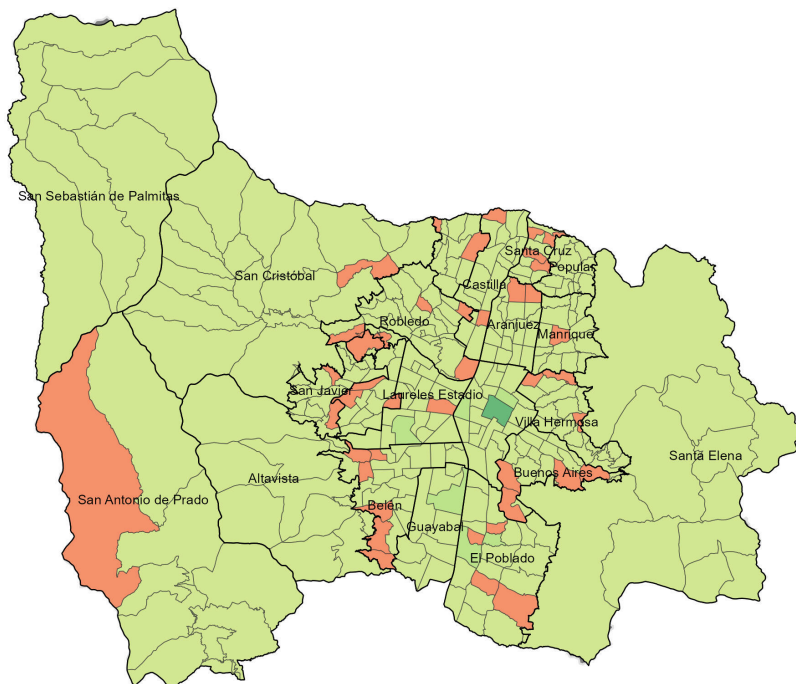 San Sebastián de Palmitas
San Cristóbal
Santa Cruz
Popular
Castilla
Robledo
Aranjuez
Manrique
San Javier
Laureles Estadio
Villa Hermosa
Santa Elena
Altavista
Buenos Aires
San Antonio de Prado
Belén
Guayabal
El Poblado